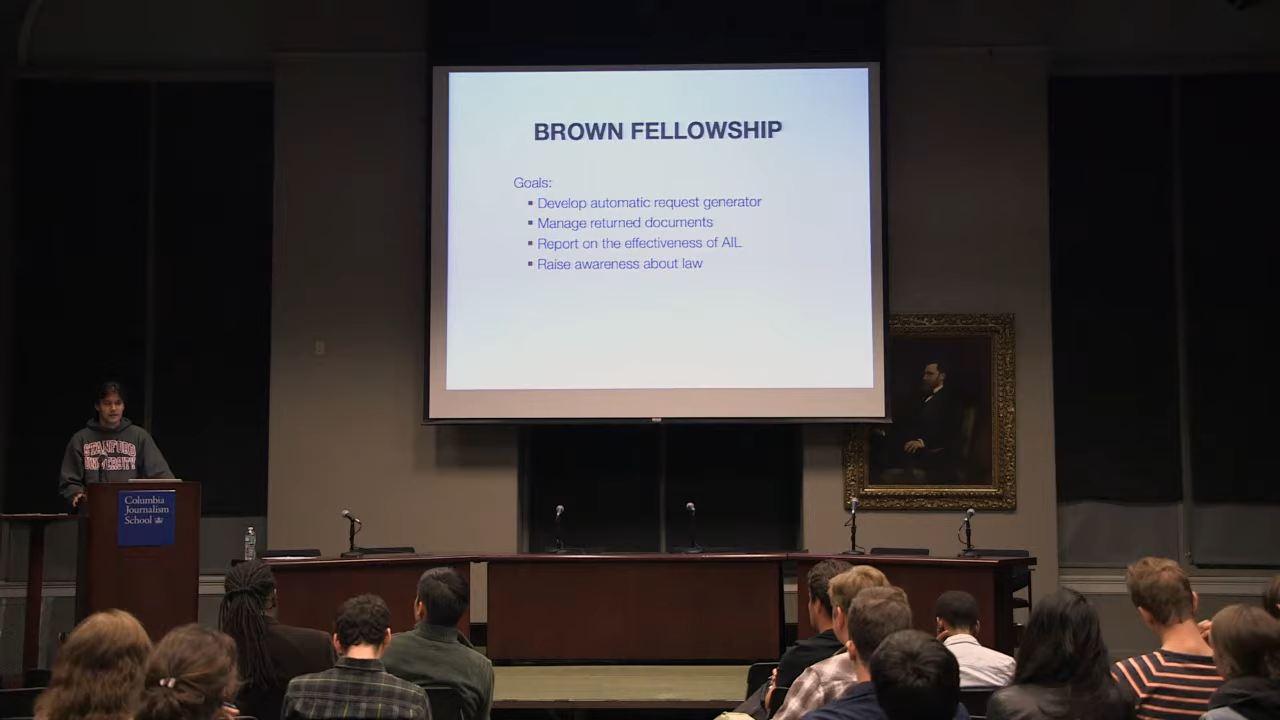 BROWN FELLOWSHIP
Goals:
▪ Develop automatic request generator
▪ Manage returned documents
▪ Report on the effectiveness of AIL
▪ Raise awareness about law
STANFORD
UNIVERSITY
Columbia
Journalism
School